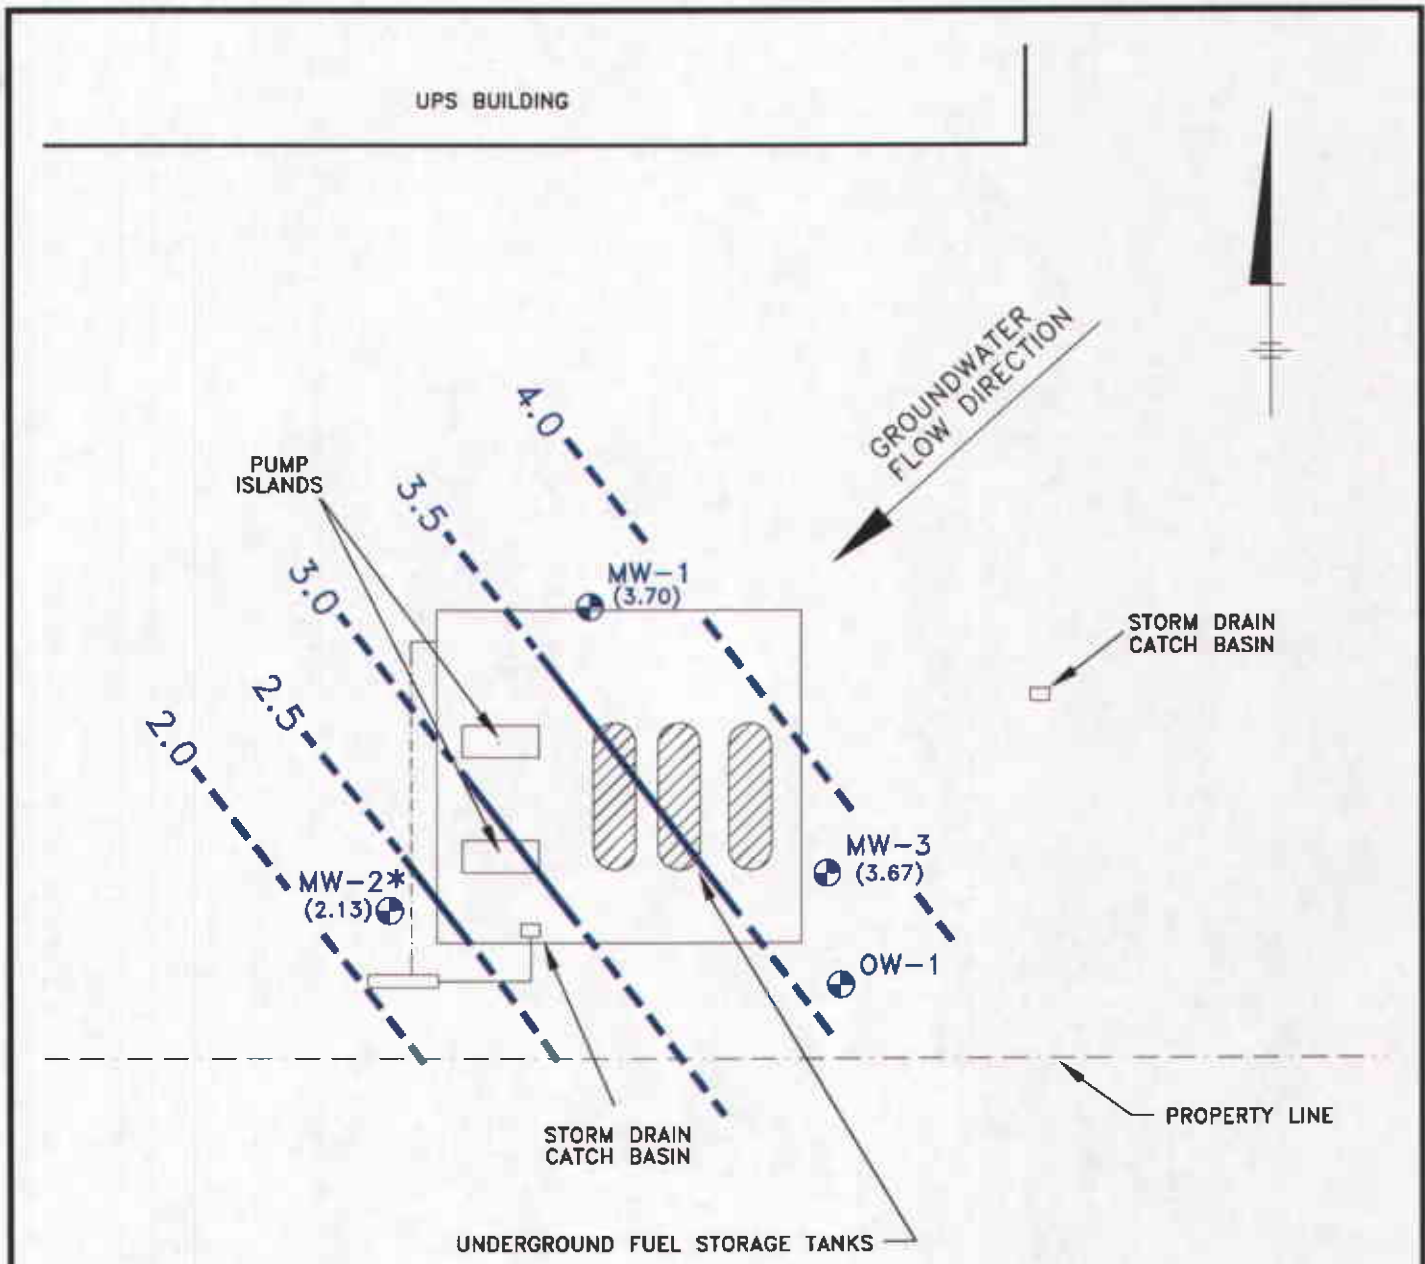 UPS BUILDING
GROUNDWATER
FLOW DIRECTION
4.0
PUMP
ISLANDS
3.5
3.0
MW-1
(3.70)
STORM DRAIN
CATCH BASIN
2.5
2.0
MW-3
(3.67)
MW-2*
(2.13)
OW-1
PROPERTY LINE
STORM DRAIN
CATCH BASIN
UNDERGROUND FUEL STORAGE TANKS